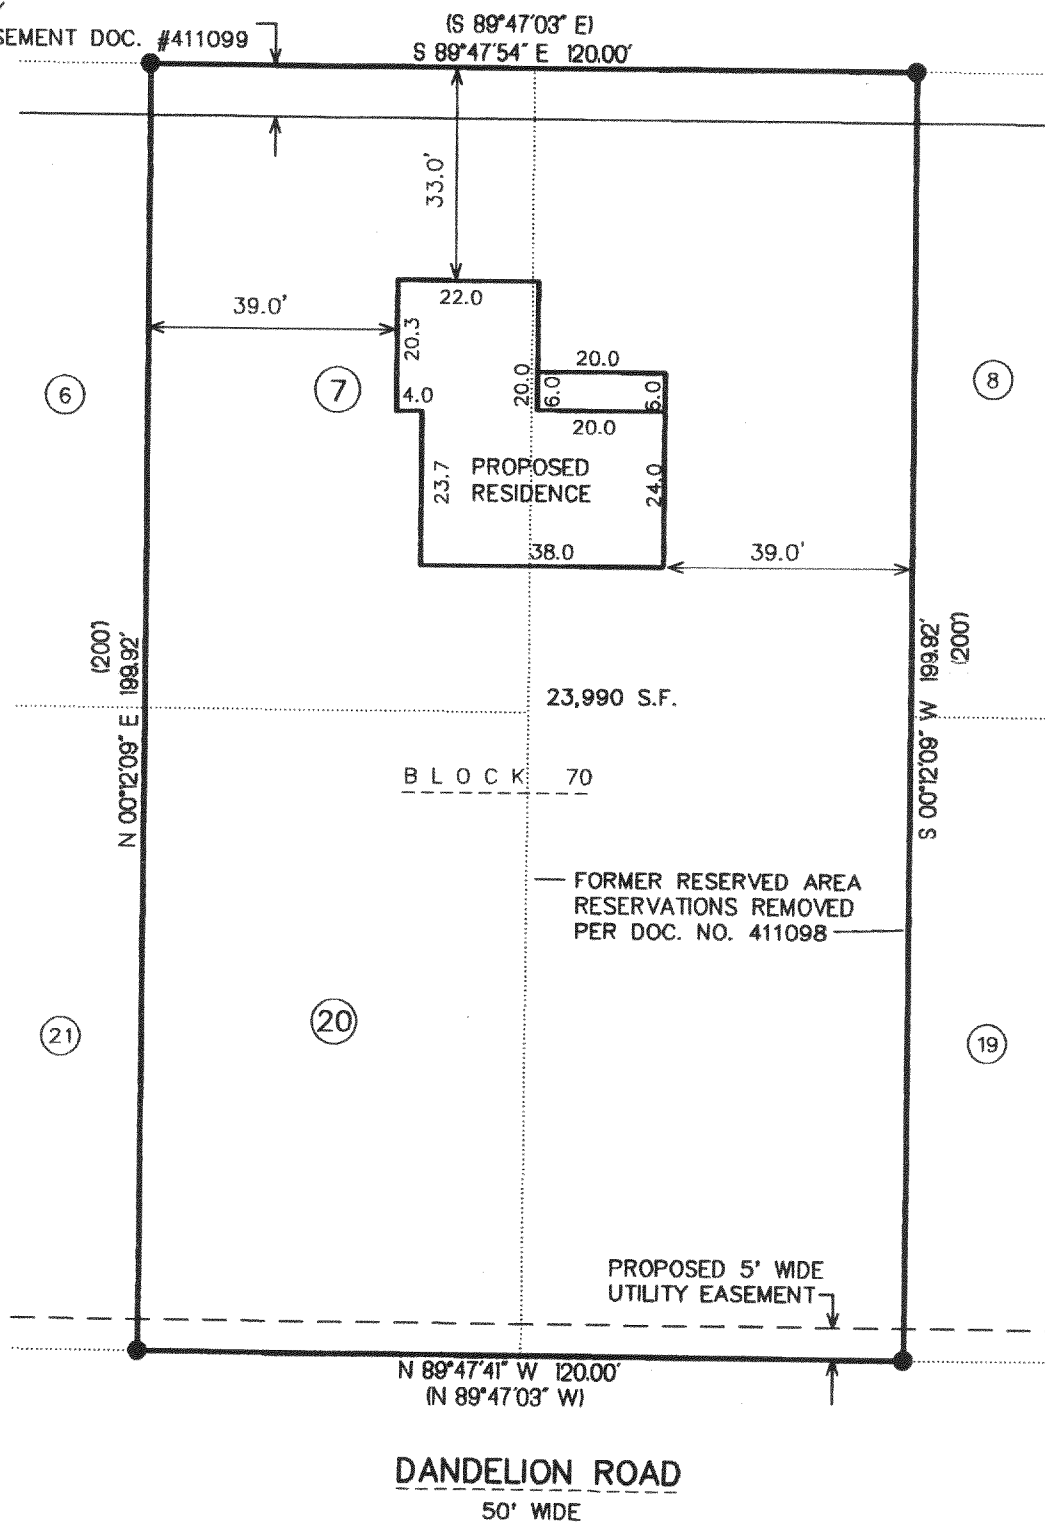 SEMENT DOC. #411099
(S 89°47'03" E)
S 89°47'54" E 120.00'
33.0'
39.0'
22.0
20.3
4.0
20.0
20.0
6.0
6.0
20.0
6
7
8
23.7
PROPOSED
RESIDENCE
24.0
38.0
39.0'
(200')
N 00°12'09" E 199.92'
S 00°12'09" W 199.92'
(200')
23,990 S.F.
BLOCK 70
FORMER RESERVED AREA
RESERVATIONS REMOVED
PER DOC. NO. 411098
21
20
19
PROPOSED 5' WIDE
UTILITY EASEMENT
N 89°47'41" W 120.00'
(N 89°47'03" W)
DANDELION ROAD
50' WIDE